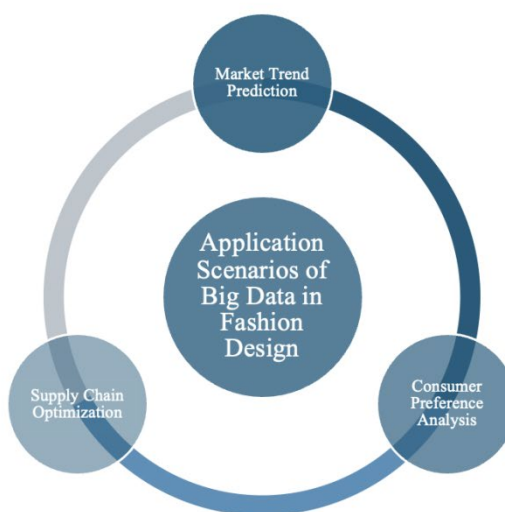 Market Trend
Prediction
Application
Scenarios of
Big Data in
Fashion
Design
Supply Chain
Optimization
Consumer
Preference
Analysis